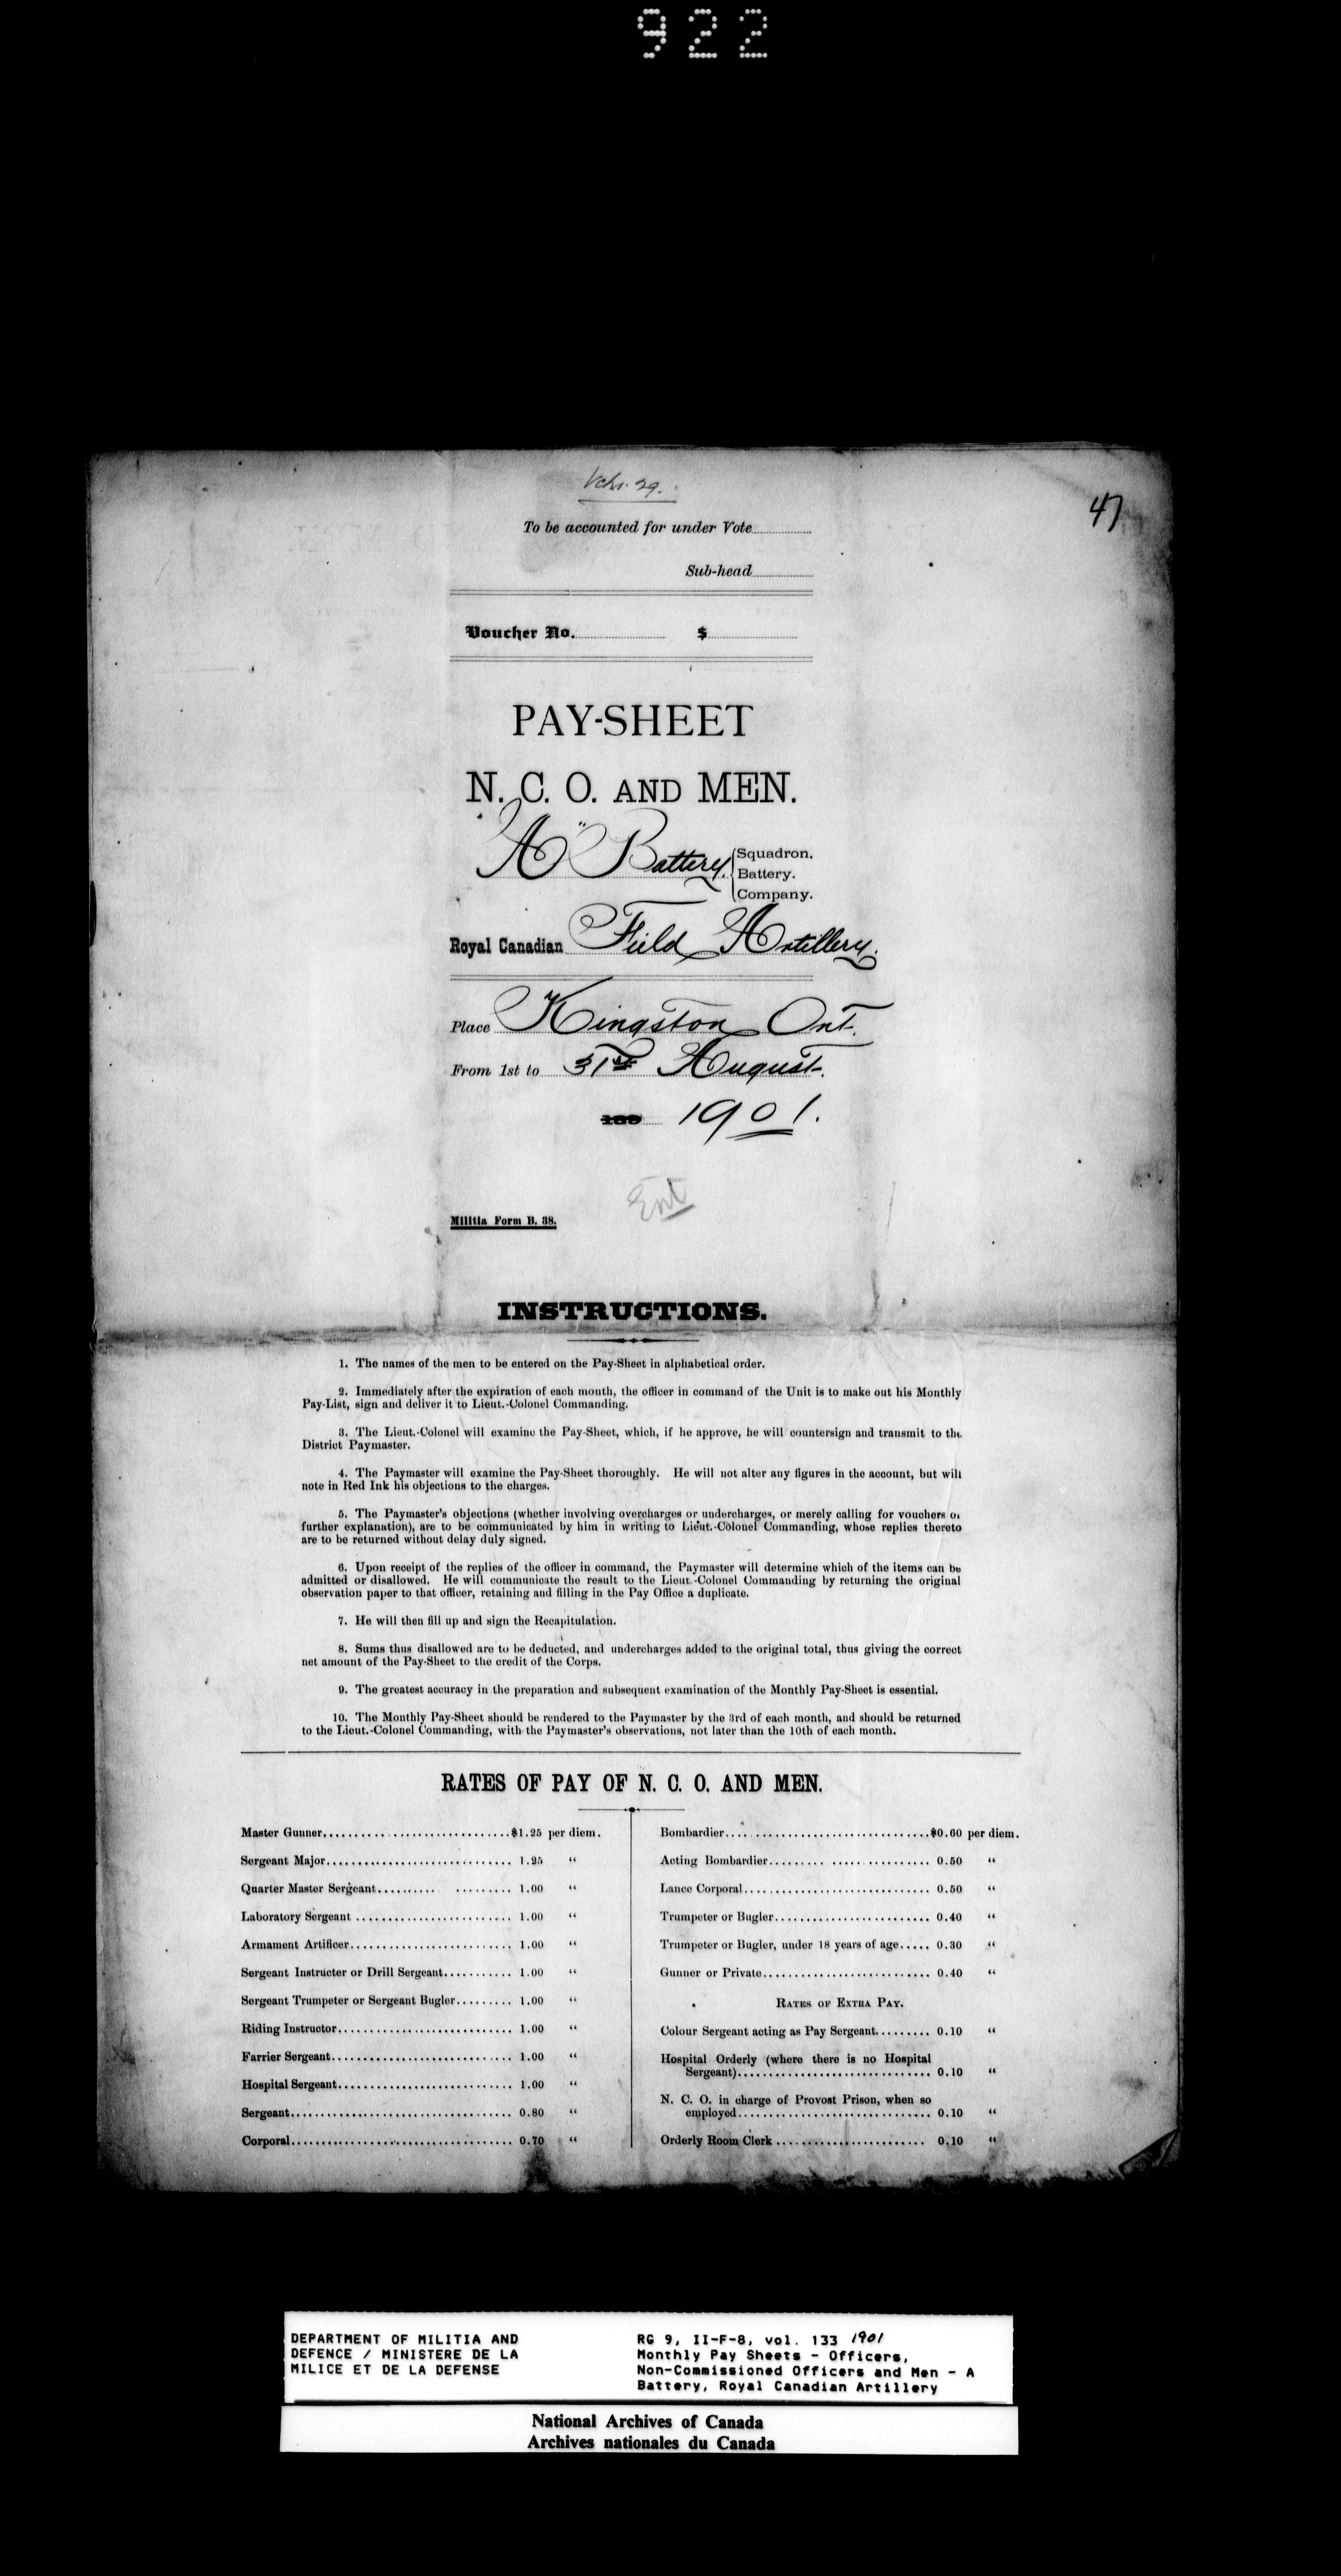 922
Vchr. 29.
47
To be accounted for under Vote
Sub-head
Voucher No. $
PAY-SHEET
N. C. O. AND MEN.
"A" Battery. Squadron.
Battery.
Company.
Royal Canadian Field Artillery.
Place Kingston Ont.
From 1st to 31st August.
189 1901.
Ent
Militia Form B. 38.
INSTRUCTIONS.
1. The names of the men to be entered on the Pay-Sheet in alphabetical order.
2. Immediately after the expiration of each month, the officer in command of the Unit is to make out his Monthly
Pay-List, sign and deliver it to Lieut.-Colonel Commanding.
3. The Lieut.-Colonel will examine the Pay-Sheet, which, if he approve, he will countersign and transmit to the
District Paymaster.
4. The Paymaster will examine the Pay-Sheet thoroughly. He will not alter any figures in the account, but will
note in Red Ink his objections to the charges.
5. The Paymaster's objections (whether involving overcharges or undercharges, or merely calling for vouchers or
further explanation), are to be communicated by him in writing to Lieut.-Colonel Commanding, whose replies thereto
are to be returned without delay duly signed.
6. Upon receipt of the replies of the officer in command, the Paymaster will determine which of the items can be
admitted or disallowed. He will communicate the result to the Lieut.-Colonel Commanding by returning the original
observation paper to that officer, retaining and filling in the Pay Office a duplicate.
7. He will then fill up and sign the Recapitulation.
8. Sums thus disallowed are to be deducted, and undercharges added to the original total, thus giving the correct
net amount of the Pay-Sheet to the credit of the Corps.
9. The greatest accuracy in the preparation and subsequent examination of the Monthly Pay-Sheet is essential.
10. The Monthly Pay-Sheet should be rendered to the Paymaster by the 3rd of each month, and should be returned
to the Lieut.-Colonel Commanding, with the Paymaster's observations, not later than the 10th of each month.
RATES OF PAY OF N. C. O. AND MEN.
Master Gunner $1.25 per diem.
Sergeant Major 1.25 "
Quarter Master Sergeant 1.00 "
Laboratory Sergeant 1.00 "
Armament Artificer 1.00 "
Sergeant Instructer or Drill Sergeant 1.00 "
Sergeant Trumpeter or Sergeant Bugler 1.00 "
Riding Instructor 1.00 "
Farrier Sergeant 1.00 "
Hospital Sergeant 1.00 "
Sergeant 0.80 "
Corporal 0.70 "
Bombardier $0.60 per diem.
Acting Bombardier 0.50 "
Lance Corporal 0.50 "
Trumpeter or Bugler 0.40 "
Trumpeter or Bugler, under 18 years of age 0.30 "
Gunner or Private 0.40 "
RATES OF EXTRA PAY.
Colour Sergeant acting as Pay Sergeant 0.10 "
Hospital Orderly (where there is no Hospital
Sergeant) 0.10 "
N. C. O. in charge of Provost Prison, when so
employed 0.10 "
Orderly Room Clerk 0.10 "
DEPARTMENT OF MILITIA AND
DEFENCE / MINISTERE DE LA
MILICE ET DE LA DEFENSE
RG 9, II-F-8, vol. 133 1901
Monthly Pay Sheets - Officers,
Non-Commissioned Officers and Men - A
Battery, Royal Canadian Artillery
National Archives of Canada
Archives nationales du Canada